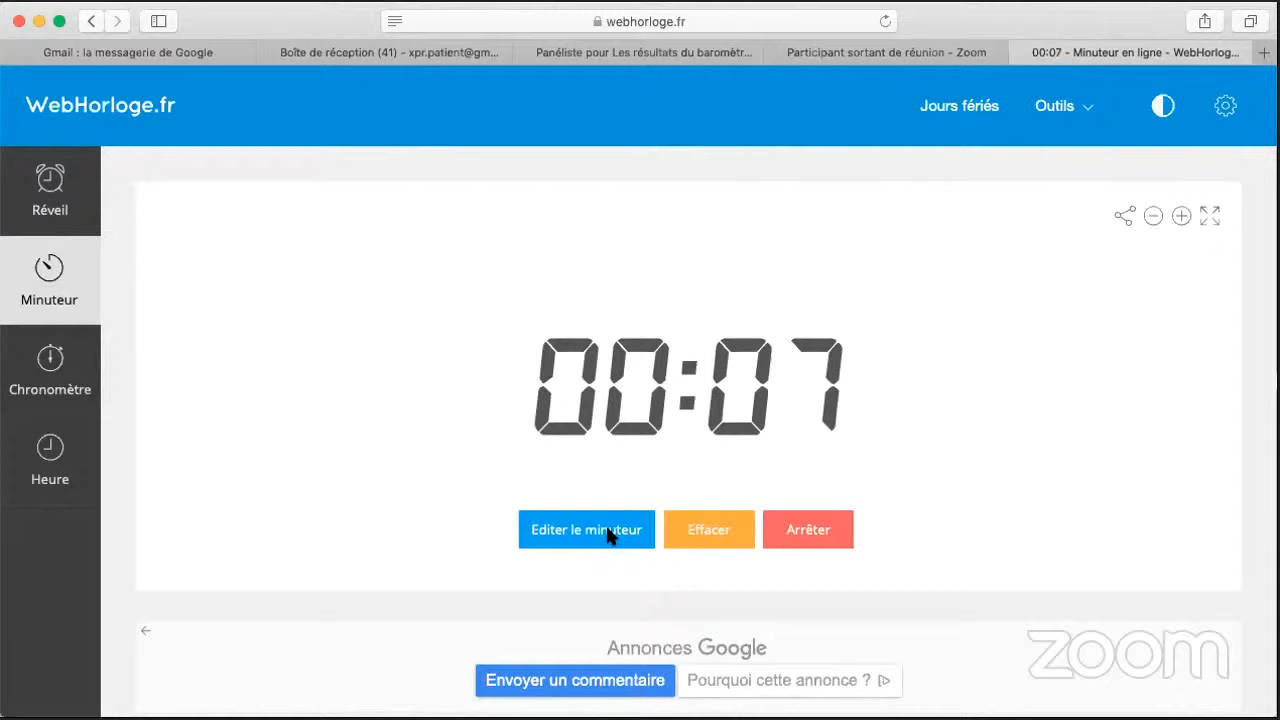 webhorloge.fr
Gmail : la messagerie de Google
Boîte de réception (41) - xpr.patient@gm...
Panéliste pour Les résultats du baromètr...
Participant sortant de réunion - Zoom
00:07 - Minuteur en ligne - WebHorlog...
WebHorloge.fr
Jours fériés
Outils
Réveil
Minuteur
Chronomètre
Heure
00:07
Editer le minuteur
Effacer
Arrêter
Annonces Google
Envoyer un commentaire
Pourquoi cette annonce ?
zoom